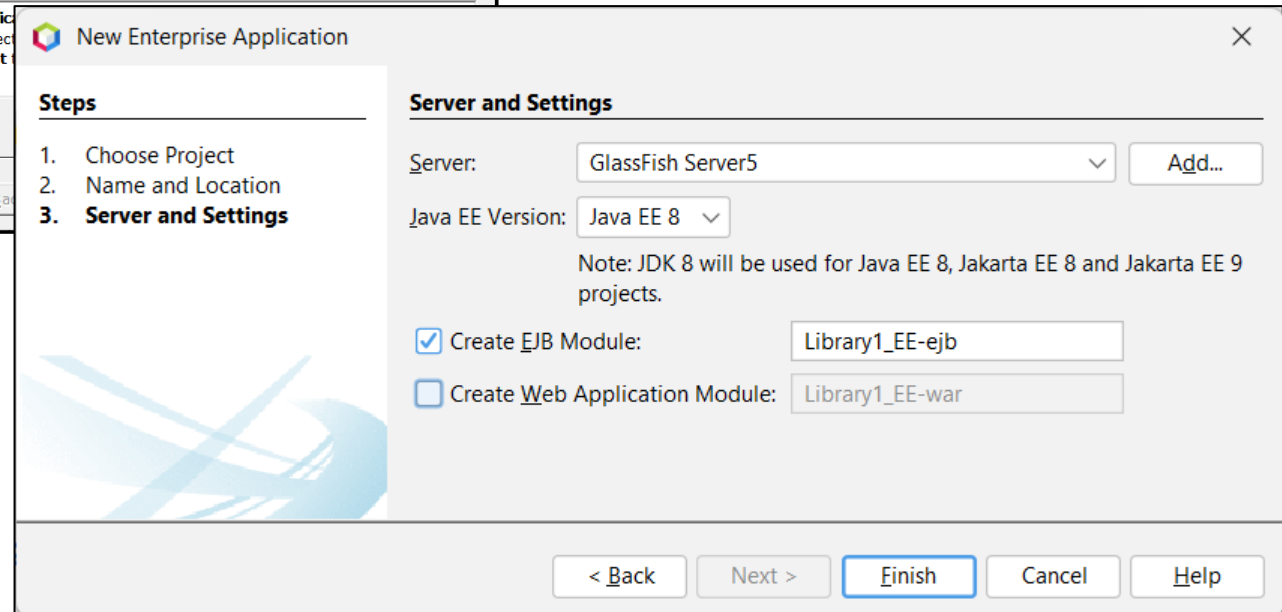 New Enterprise Application
Steps
1. Choose Project
2. Name and Location
3. Server and Settings
Server and Settings
Server: GlassFish Server5 Add...
Java EE Version: Java EE 8
Note: JDK 8 will be used for Java EE 8, Jakarta EE 8 and Jakarta EE 9
projects.
Create EJB Module: Library1_EE-ejb
Create Web Application Module: Library1_EE-war
< Back Next > Finish Cancel Help